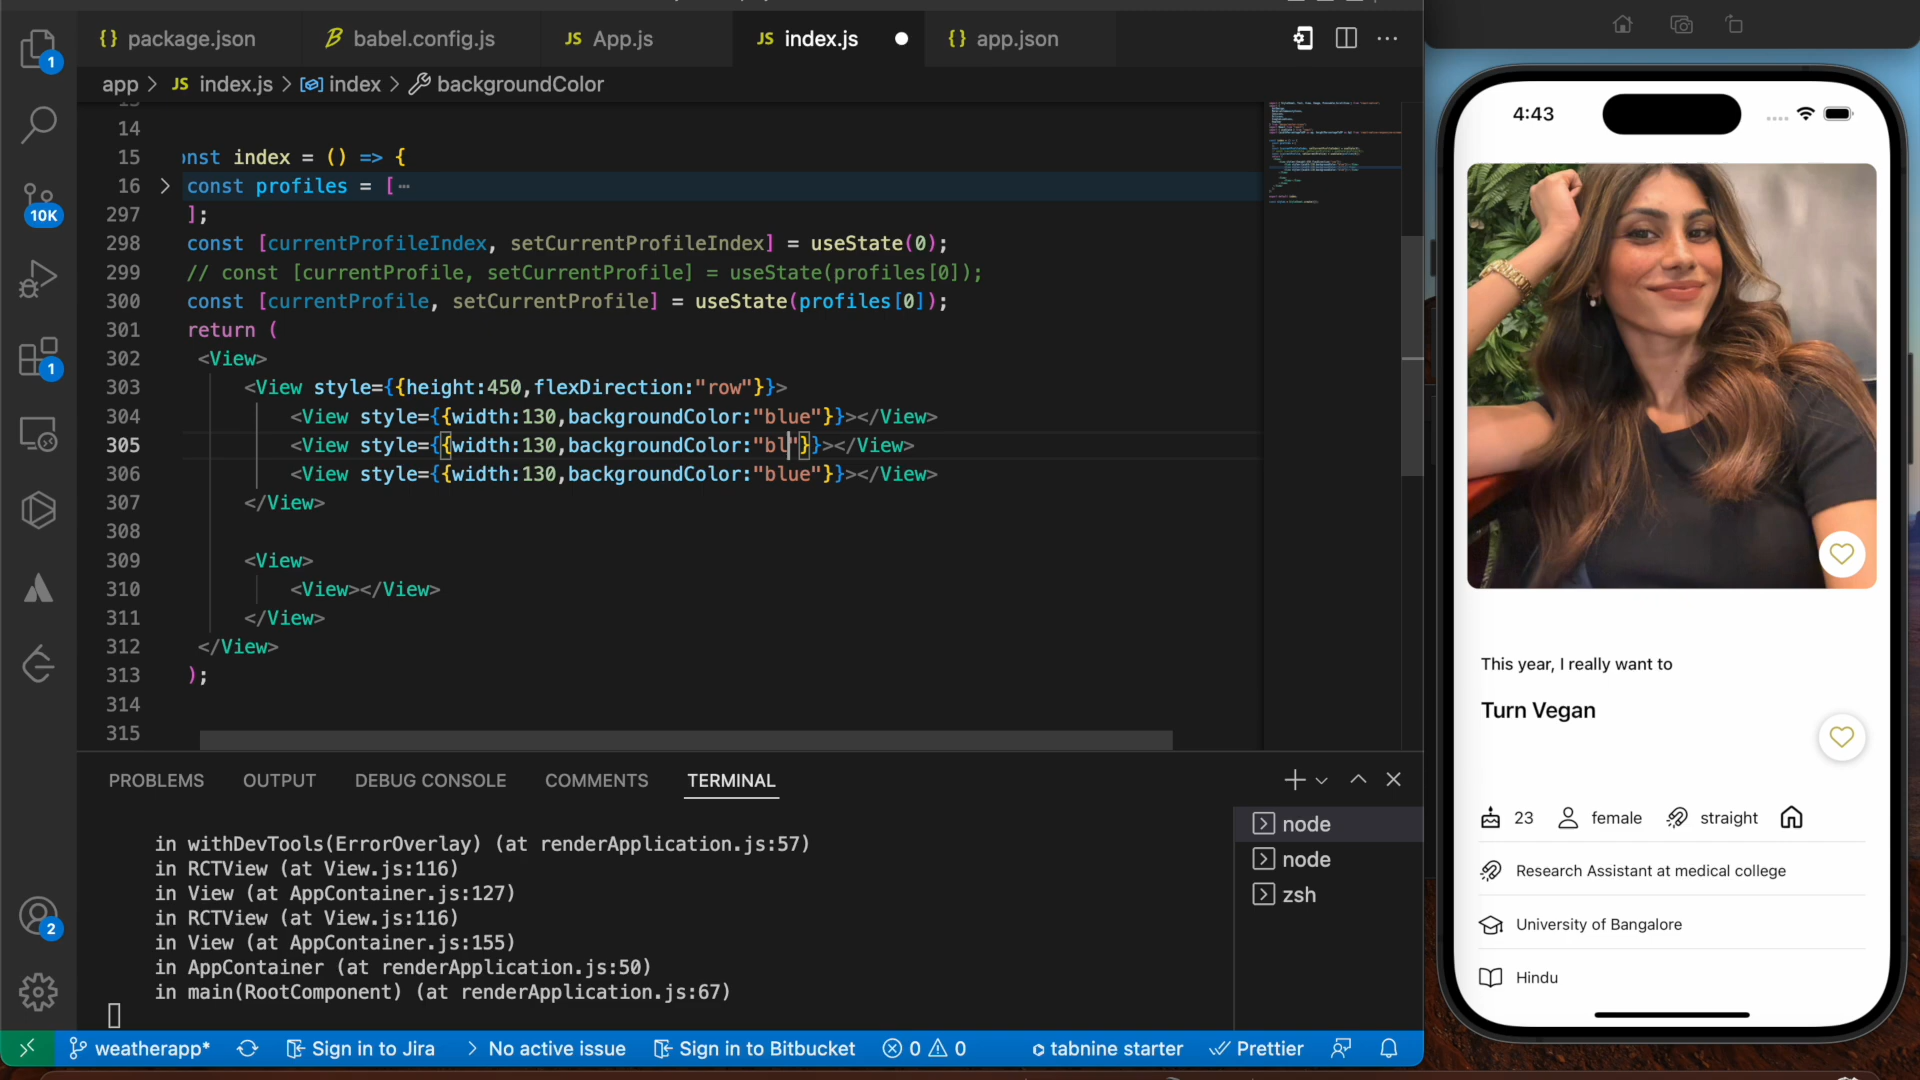 {} package.json
babel.config.js
JS App.js
JS index.js
{} app.json
app > JS index.js > index > backgroundColor
1
10K
1
2
14
15 onst index = () => {
16 const profiles = [ ⋯
297 ];
298 const [currentProfileIndex, setCurrentProfileIndex] = useState(0);
299 // const [currentProfile, setCurrentProfile] = useState(profiles[0]);
300 const [currentProfile, setCurrentProfile] = useState(profiles[0]);
301 return (
302 <View>
303 <View style={{height:450,flexDirection:"row"}}>
304 <View style={{width:130,backgroundColor:"blue"}}></View>
305 <View style={{width:130,backgroundColor:"bl"}}></View>
306 <View style={{width:130,backgroundColor:"blue"}}></View>
307 </View>
308
309 <View>
310 <View></View>
311 </View>
312 </View>
313 );
314
315
PROBLEMS OUTPUT DEBUG CONSOLE COMMENTS TERMINAL
in withDevTools(ErrorOverlay) (at renderApplication.js:57)
in RCTView (at View.js:116)
in View (at AppContainer.js:127)
in RCTView (at View.js:116)
in View (at AppContainer.js:155)
in AppContainer (at renderApplication.js:50)
in main(RootComponent) (at renderApplication.js:67)
node
node
zsh
weatherapp* Sign in to Jira > No active issue Sign in to Bitbucket 0 0 tabnine starter Prettier
4:43
This year, I really want to
Turn Vegan
23 female straight
Research Assistant at medical college
University of Bangalore
Hindu